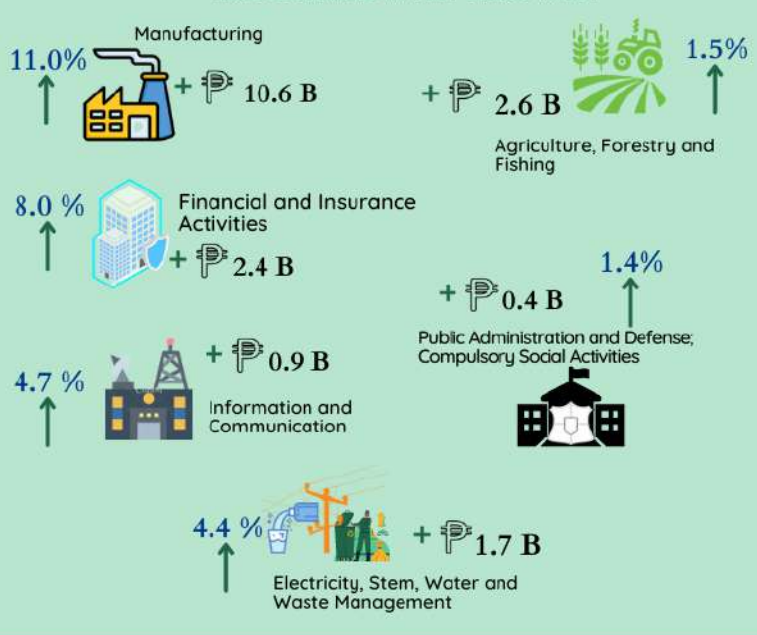 Manufacturing
11.0%
+ ₱ 10.6 B
1.5%
+ ₱ 2.6 B
Agriculture, Forestry and
Fishing
8.0 %
Financial and Insurance
Activities
+ ₱ 2.4 B
1.4%
+ ₱ 0.4 B
Public Administration and Defense;
Compulsory Social Activities
4.7 %
+ ₱ 0.9 B
Information and
Communication
4.4 %
+ ₱ 1.7 B
Electricity, Stem, Water and
Waste Management